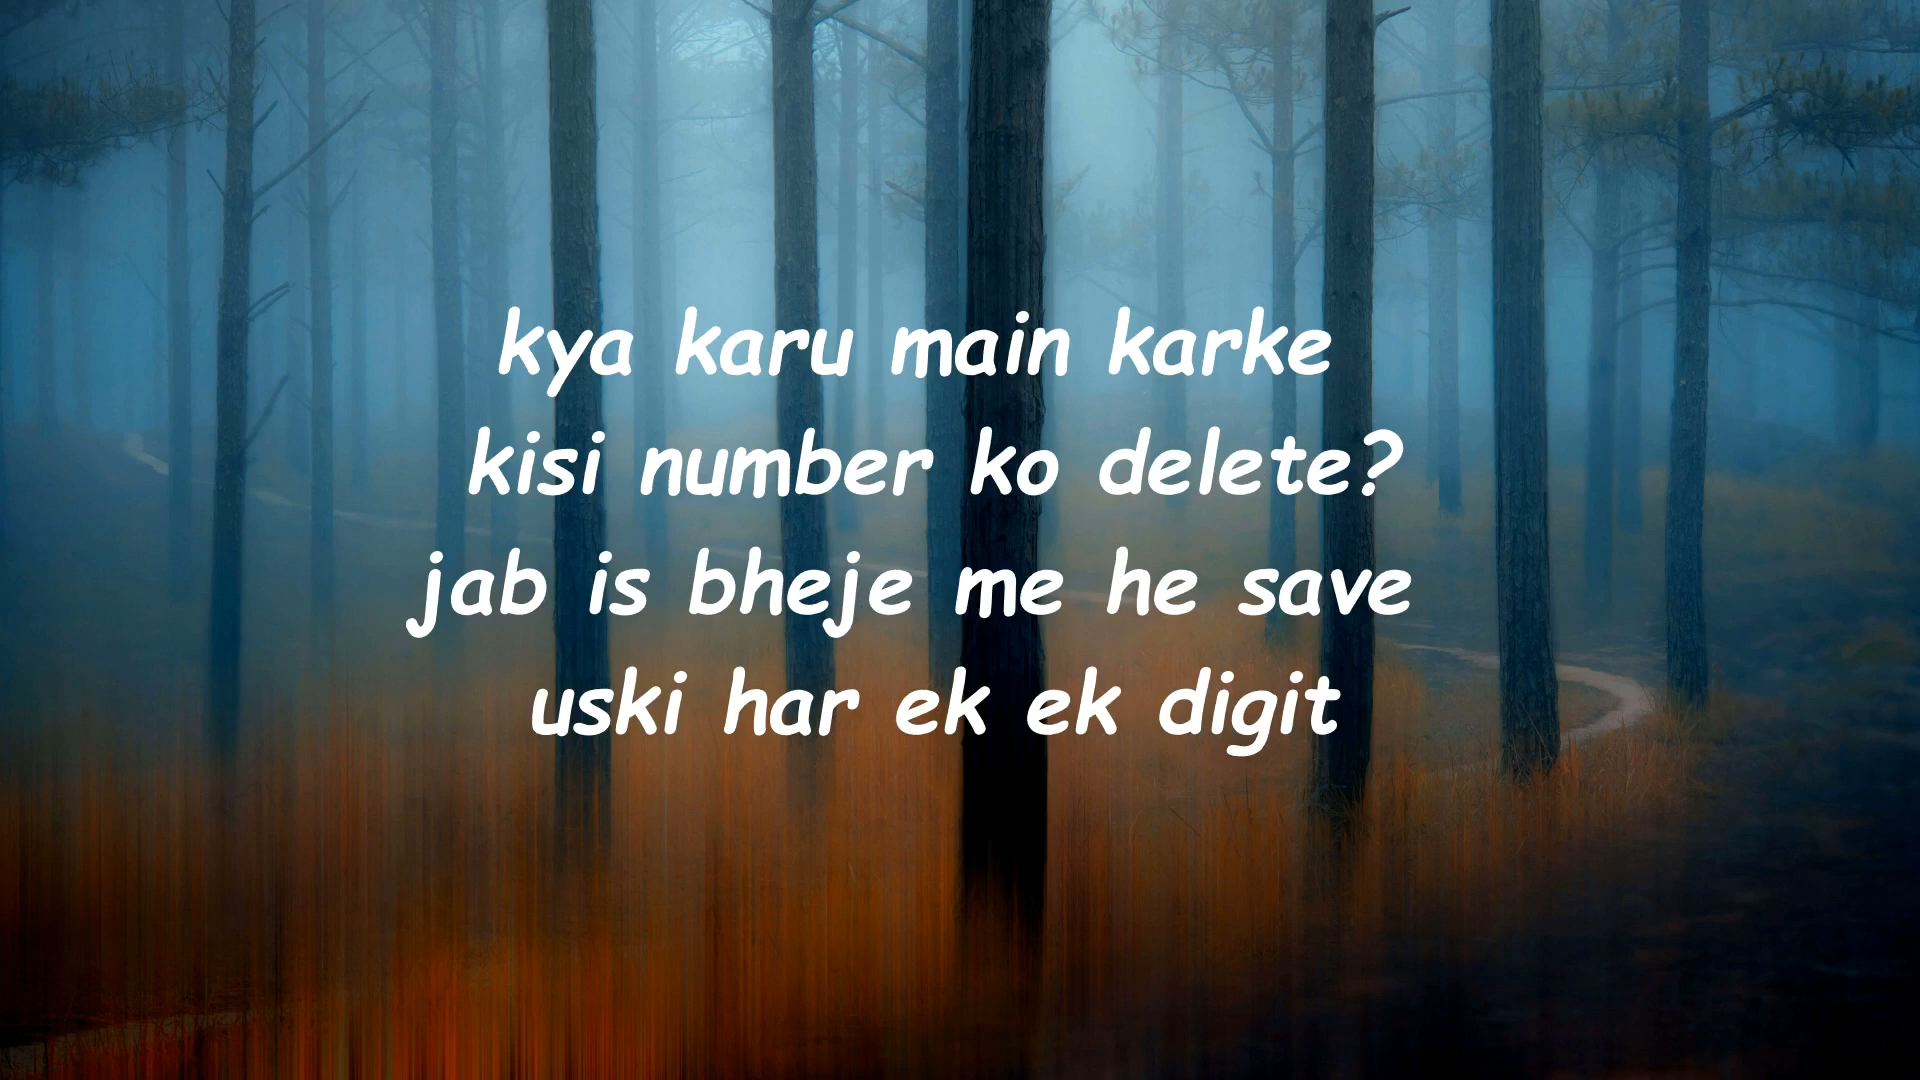 kya karu main karke
kisi number ko delete?
jab is bheje me he save
uski har ek ek digit